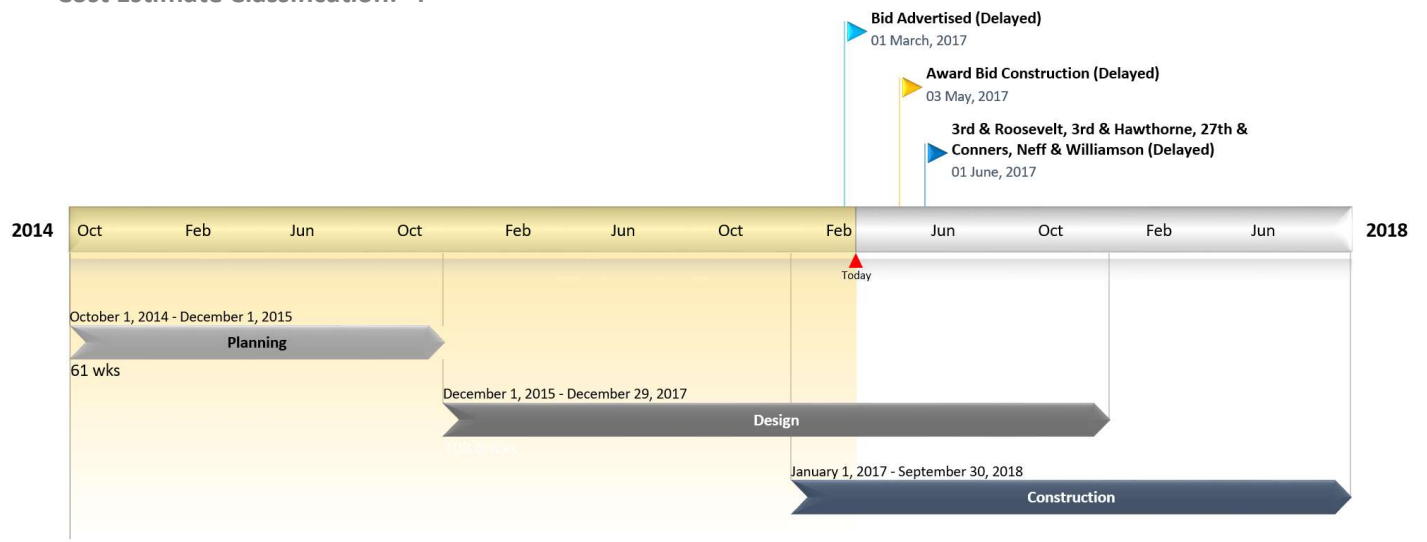 Cost Estimate Classification:
Bid Advertised (Delayed)
01 March, 2017
Award Bid Construction (Delayed)
03 May, 2017
3rd & Roosevelt, 3rd & Hawthorne, 27th &
Conners, Neff & Williamson (Delayed)
01 June, 2017
2014 Oct Feb Jun Oct Feb Jun Oct Feb Jun Oct Feb Jun 2018
Today
October 1, 2014 - December 1, 2015
Planning
61 wks
December 1, 2015 - December 29, 2017
Design
January 1, 2017 - September 30, 2018
Construction